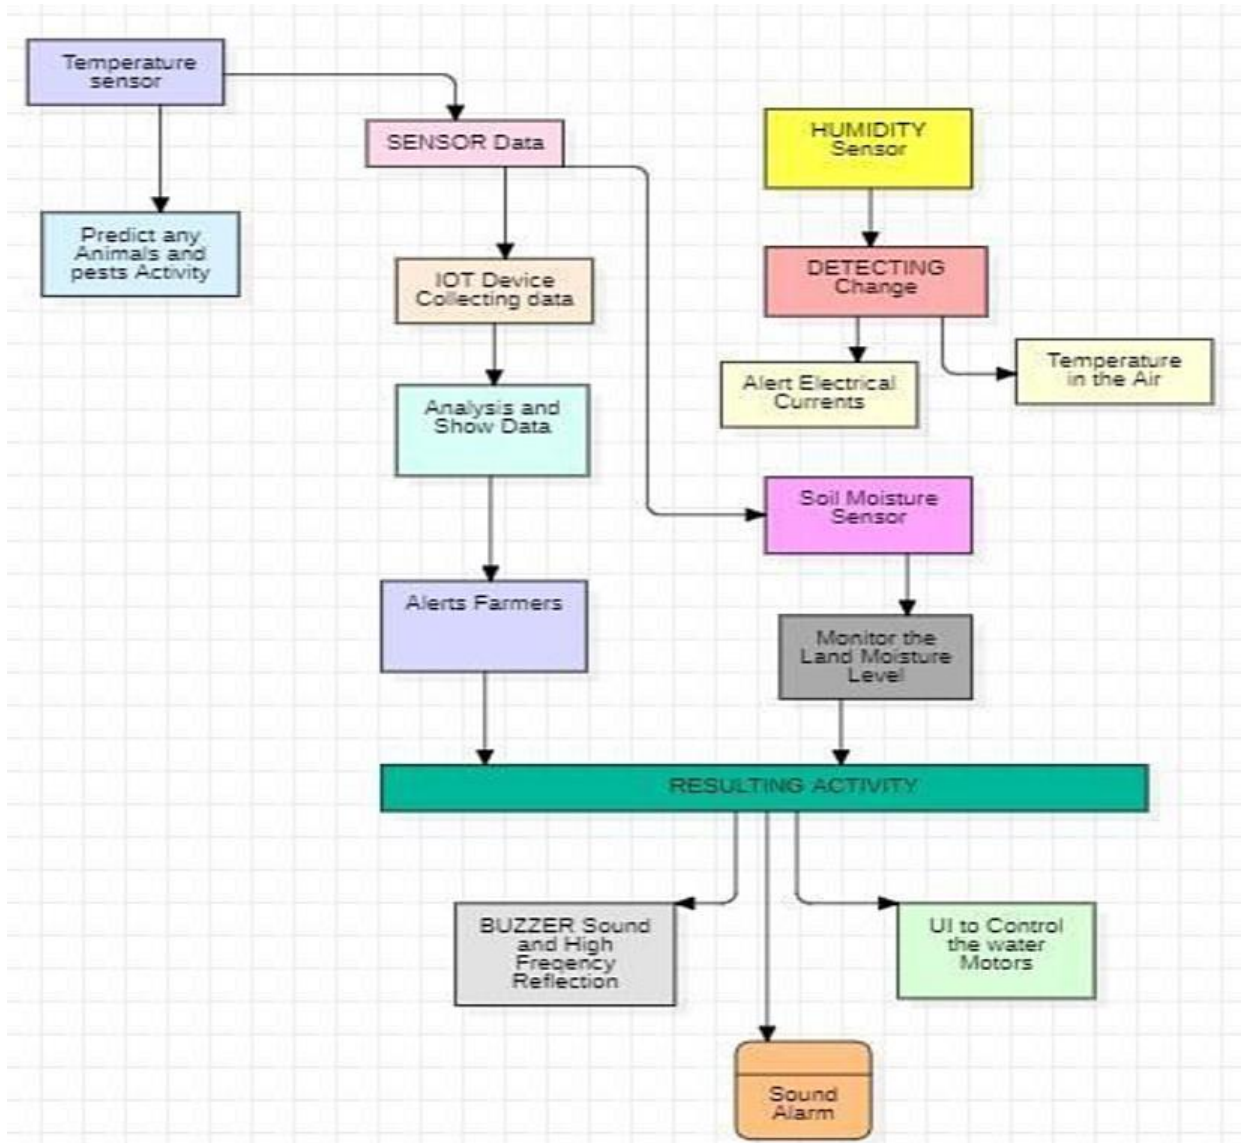 Temperature
sensor
SENSOR Data
HUMIDITY
Sensor
Predict any
Animals and
pests Activity
IOT Device
Collecting data
DETECTING
Change
Alert Electrical
Currents
Temperature
in the Air
Analysis and
Show Data
Soil Moisture
Sensor
Alerts Farmers
Monitor the
Land Moisture
Level
RESULTING ACTIVITY
BUZZER Sound
and High
Freqency
Reflection
UI to Control
the water
Motors
Sound
Alarm